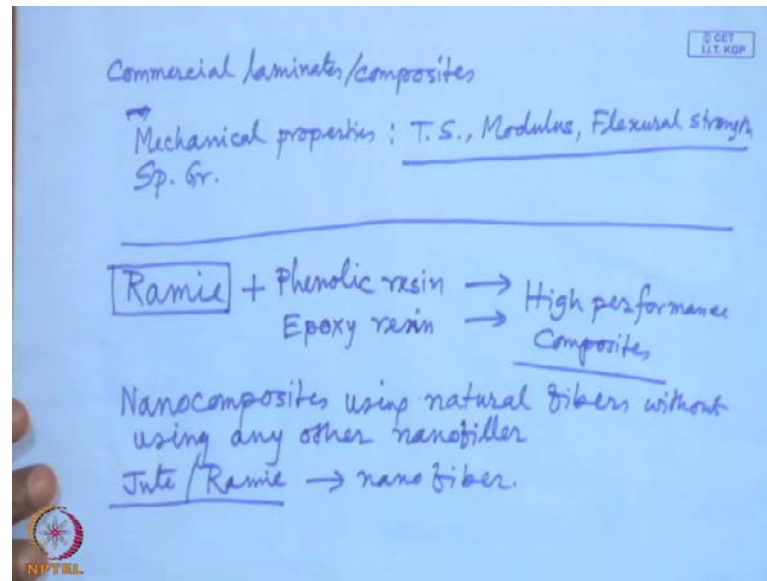 © CET
I.I.T. KGP
Commercial laminates/composites
Mechanical properties : T.S., Modulus, Flexural strength
Sp. Gr.
Ramie + Phenolic resin → High performance
Epoxy resin → Composites
Nanocomposites using natural fibers without
using any other nanofiller
Jute/Ramie → nano fiber.
NPTEL